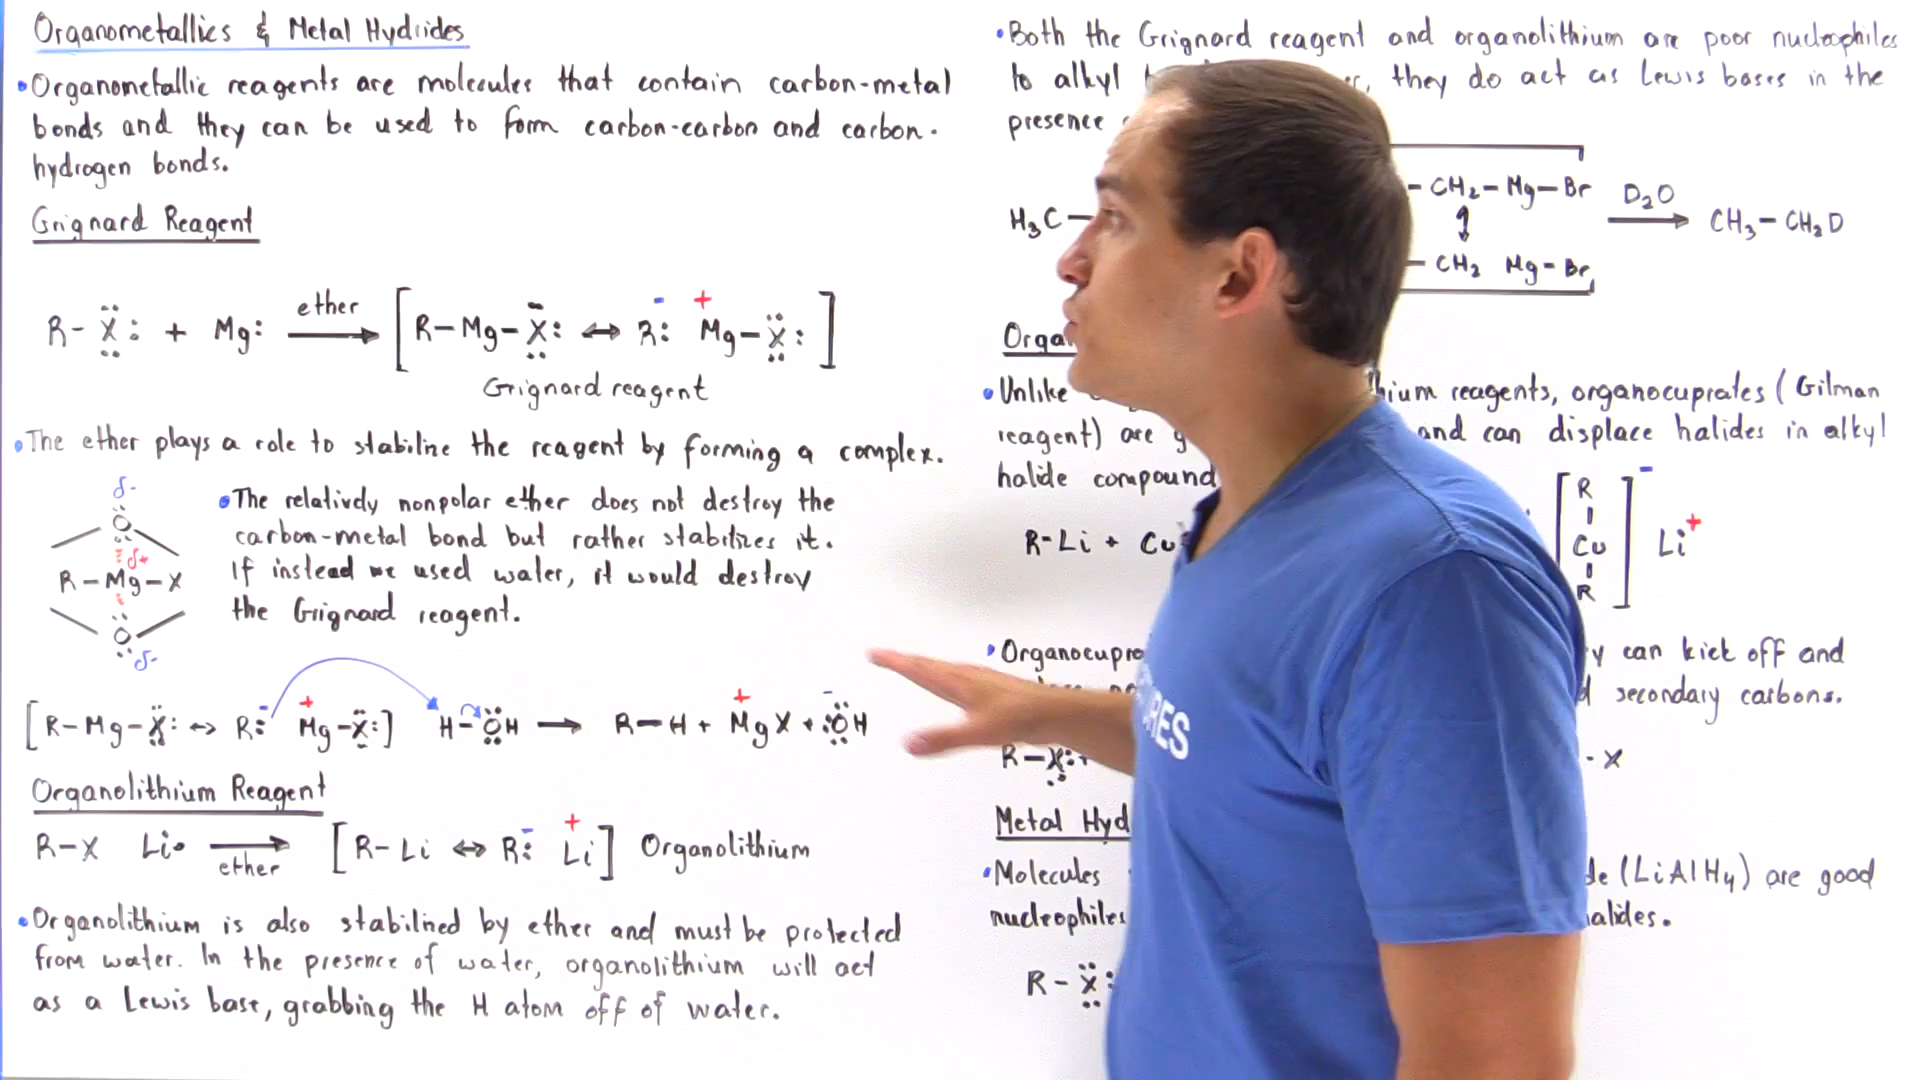 Organometallics & Metal Hydrides
•Organometallic reagents are molecules that contain carbon-metal
bonds and they can be used to form carbon-carbon and carbon-
hydrogen bonds.
Grignard Reagent
R-X: + Mg: ether [R-Mg-X: ↔ R:⁻ ⁺Mg-X:]
Grignard reagent
•The ether plays a role to stabilize the reagent by forming a complex.
δ-
O
δ+
R-Mg-X
O
δ-
•The relatively nonpolar ether does not destroy the
carbon-metal bond but rather stabilizes it.
If instead we used water, it would destroy
the Grignard reagent.
[R-Mg-X: ↔ R:⁻ ⁺Mg-X:] H-OH → R-H + ⁺MgX + ⁻:OH
Organolithium Reagent
R-X Li• → ether [R-Li ↔ R:⁻ Li⁺] Organolithium
•Organolithium is also stabilized by ether and must be protected
from water. In the presence of water, organolithium will act
as a Lewis base, grabbing the H atom off of water.
•Both the Grignard reagent and organolithium are poor nucleophiles
to alkyl they do act as Lewis bases in the
presence
H₃C- -CH₂-Mg-Br D₂O → CH₃-CH₂D
↕
-CH₂ Mg-Br
•Unlike reagents, organocuprates (Gilman
reagent) are and can displace halides in alkyl
halide compound
R-Li + Cu [R-Cu-R]⁻ Li⁺
can kick off and
secondary carbons.
R-X: -X
Metal
•Molecules (LiAlH₄) are good
nucleophiles
R-X: